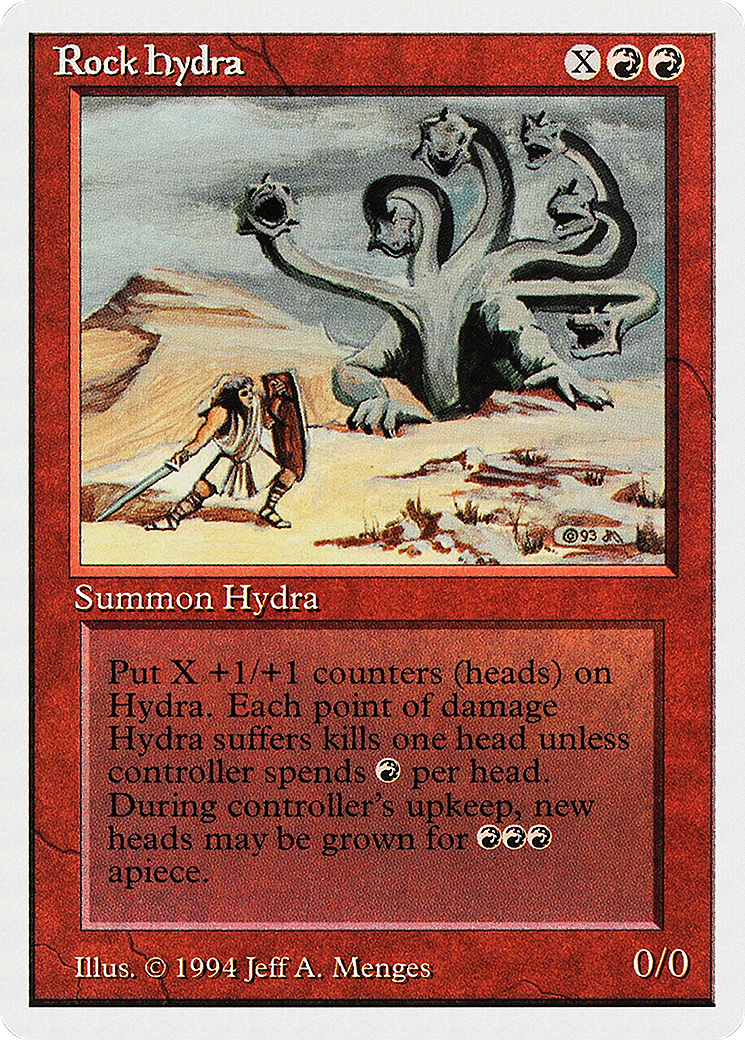 Rock Hydra X
© 93 JM
Summon Hydra
Put X +1/+1 counters (heads) on
Hydra. Each point of damage
Hydra suffers kills one head unless
controller spends per head.
During controller's upkeep, new
heads may be grown for
apiece.
Illus. © 1994 Jeff A. Menges 0/0